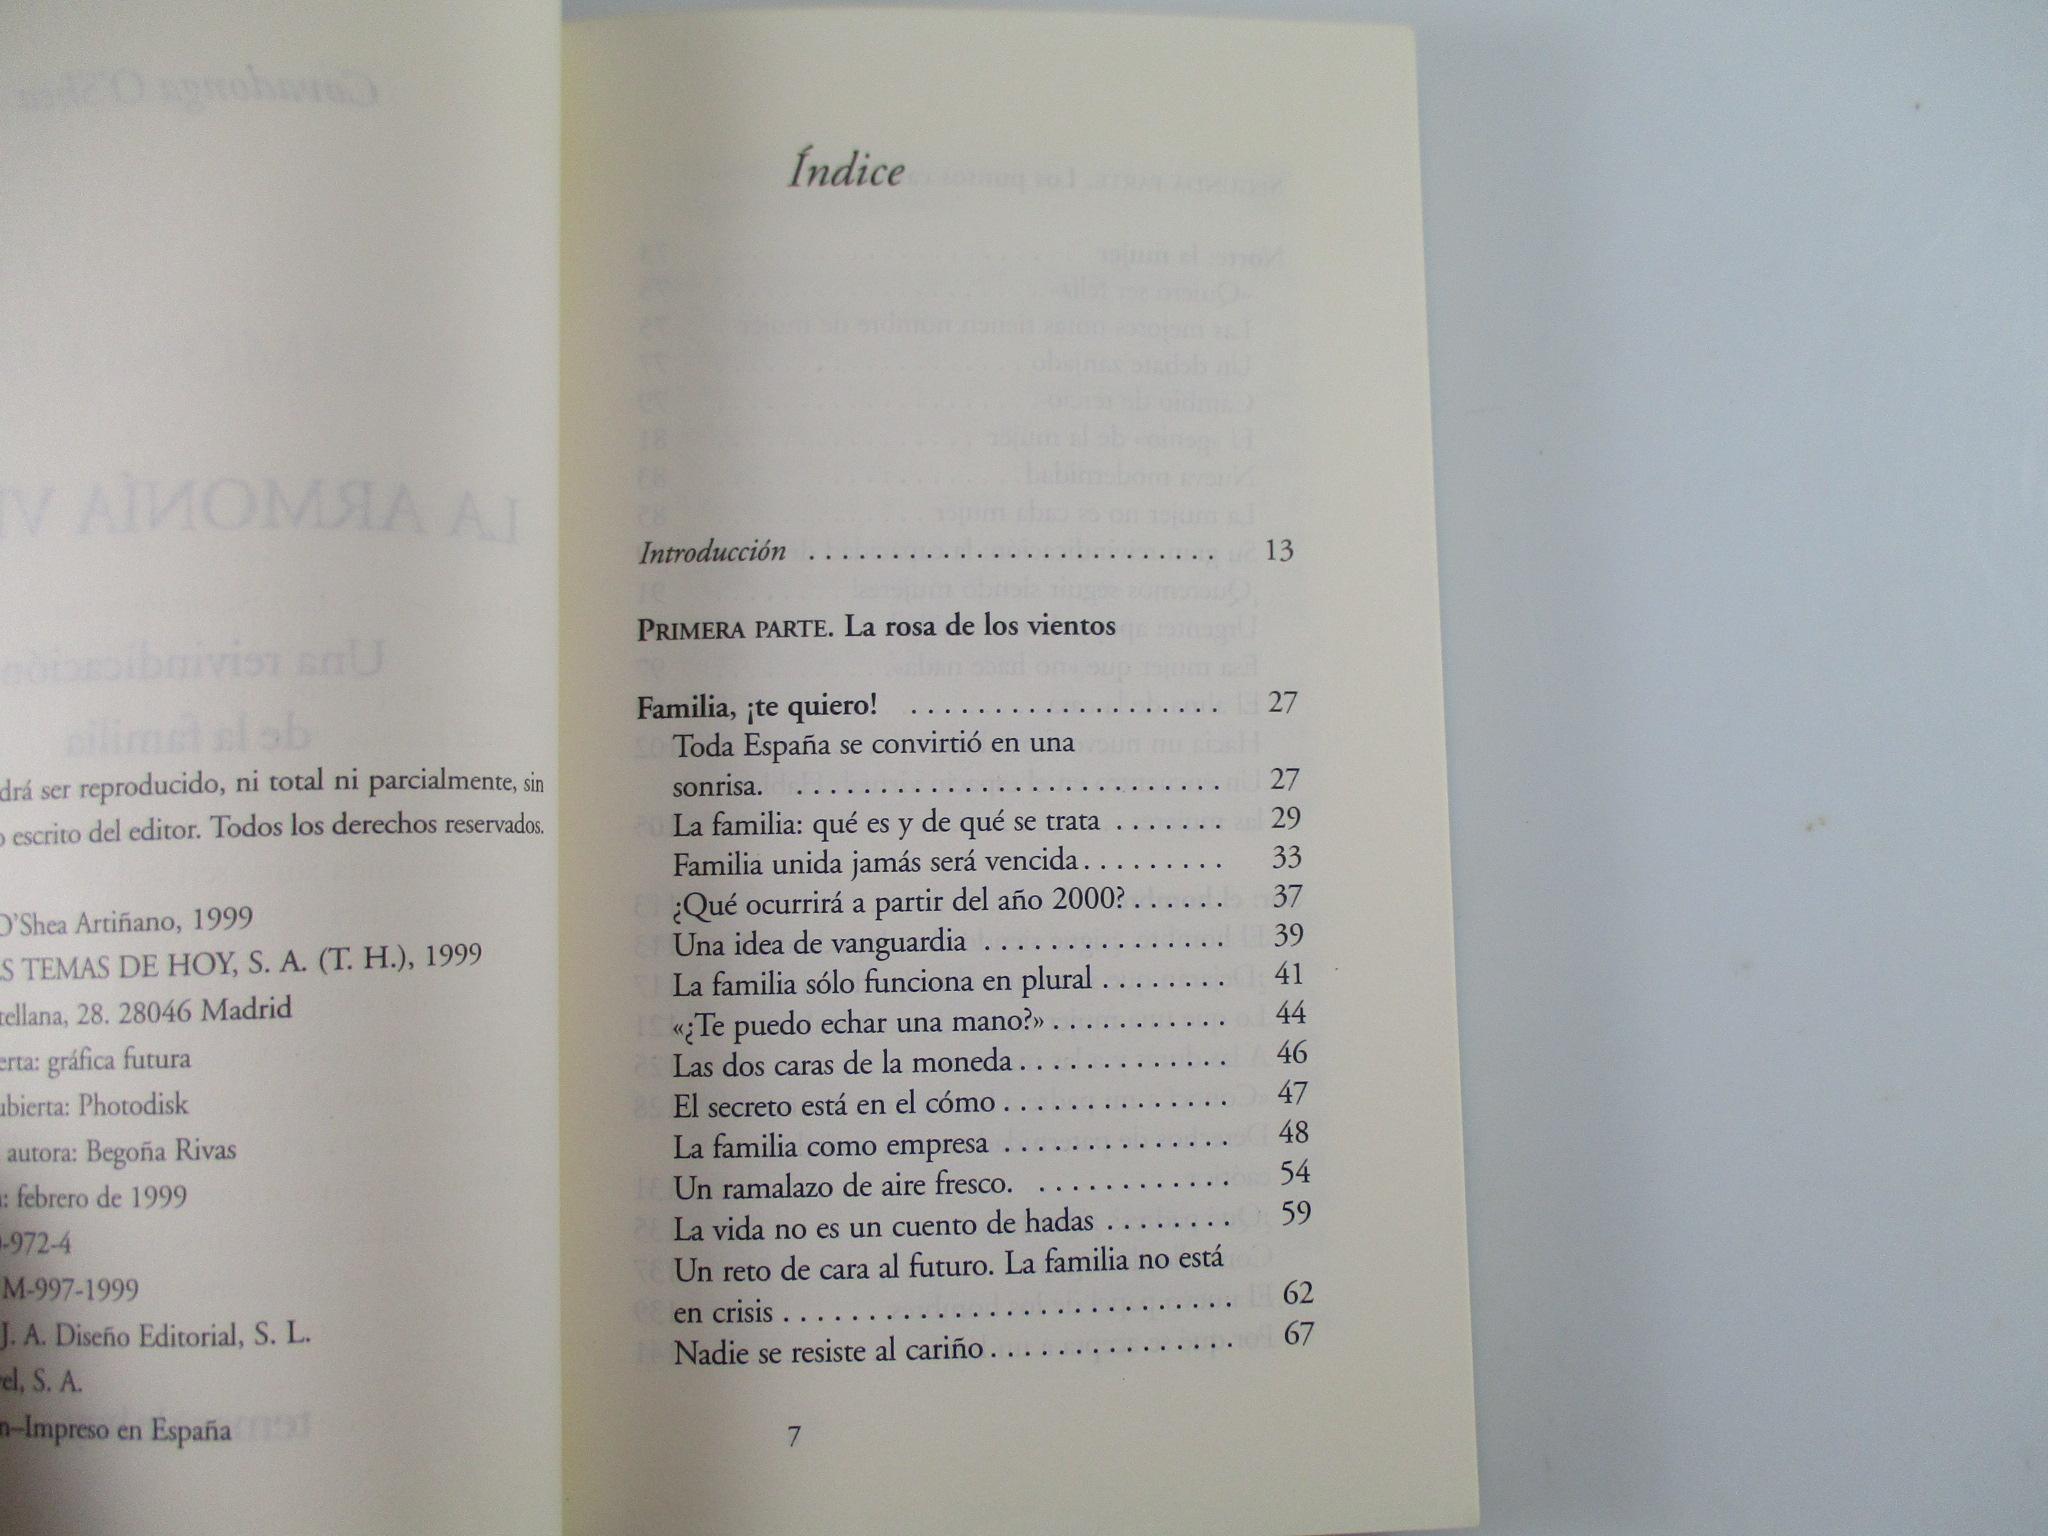 drá ser reproducido, ni total ni parcialmente, sin
o escrito del editor. Todos los derechos reservados.
O'Shea Artiñano, 1999
S TEMAS DE HOY, S. A. (T. H.), 1999
tellana, 28. 28046 Madrid
erta: gráfica futura
ubierta: Photodisk
autora: Begoña Rivas
n: febrero de 1999
-972-4
M-997-1999
J. A. Diseño Editorial, S. L.
el, S. A.
n–Impreso en España
Índice
Introducción . . . . . . . . . . . . . . . . . . . . . . . . . 13
PRIMERA PARTE. La rosa de los vientos
Familia, ¡te quiero! . . . . . . . . . . . . . . . . . . . 27
Toda España se convirtió en una
sonrisa. . . . . . . . . . . . . . . . . . . . . . . . . . . 27
La familia: qué es y de qué se trata . . . . . . . 29
Familia unida jamás será vencida. . . . . . . . . 33
¿Qué ocurrirá a partir del año 2000? . . . . . . 37
Una idea de vanguardia . . . . . . . . . . . . . . . 39
La familia sólo funciona en plural . . . . . . . . 41
«¿Te puedo echar una mano?» . . . . . . . . . . . 44
Las dos caras de la moneda . . . . . . . . . . . . . 46
El secreto está en el cómo . . . . . . . . . . . . . . 47
La familia como empresa . . . . . . . . . . . . . . 48
Un ramalazo de aire fresco. . . . . . . . . . . . . 54
La vida no es un cuento de hadas . . . . . . . . 59
Un reto de cara al futuro. La familia no está
en crisis . . . . . . . . . . . . . . . . . . . . . . . . . . . 62
Nadie se resiste al cariño . . . . . . . . . . . . . . . 67
7